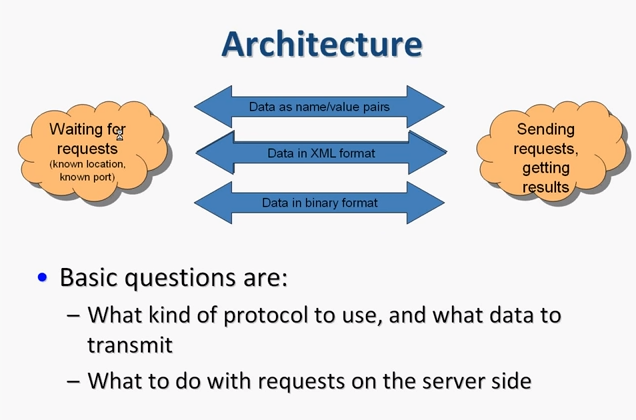 Architecture
Waiting for
requests
(known location,
known port)
Data as name/value pairs
Data in XML format
Data in binary format
Sending
requests,
getting
results
• Basic questions are:
– What kind of protocol to use, and what data to
transmit
– What to do with requests on the server side